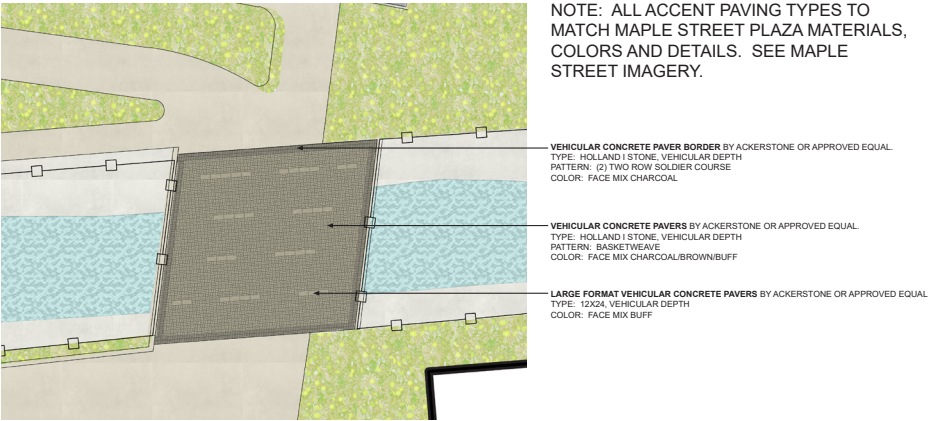 NOTE: ALL ACCENT PAVING TYPES TO
MATCH MAPLE STREET PLAZA MATERIALS,
COLORS AND DETAILS. SEE MAPLE
STREET IMAGERY.
VEHICULAR CONCRETE PAVER BORDER BY ACKERSTONE OR APPROVED EQUAL.
TYPE: HOLLAND I STONE, VEHICULAR DEPTH
PATTERN: (2) TWO ROW SOLDIER COURSE
COLOR: FACE MIX CHARCOAL
VEHICULAR CONCRETE PAVERS BY ACKERSTONE OR APPROVED EQUAL.
TYPE: HOLLAND I STONE, VEHICULAR DEPTH
PATTERN: BASKETWEAVE
COLOR: FACE MIX CHARCOAL/BROWN/BUFF
LARGE FORMAT VEHICULAR CONCRETE PAVERS BY ACKERSTONE OR APPROVED EQUAL
TYPE: 12X24, VEHICULAR DEPTH
COLOR: FACE MIX BUFF